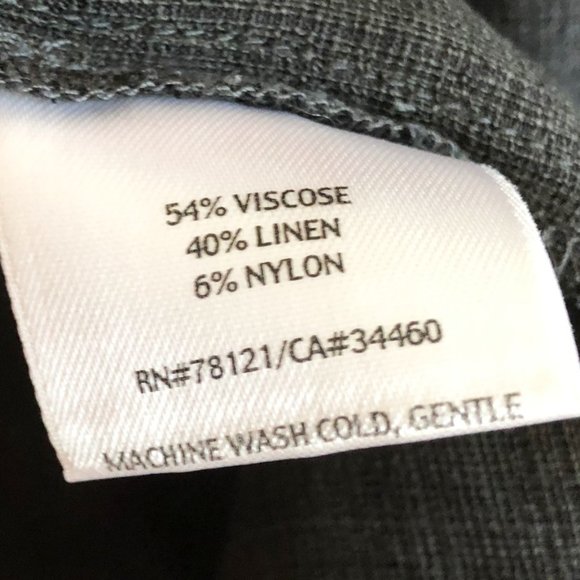 54% VISCOSE
40% LINEN
6% NYLON
RN#78121/CA#34460
MACHINE WASH COLD, GENTLE